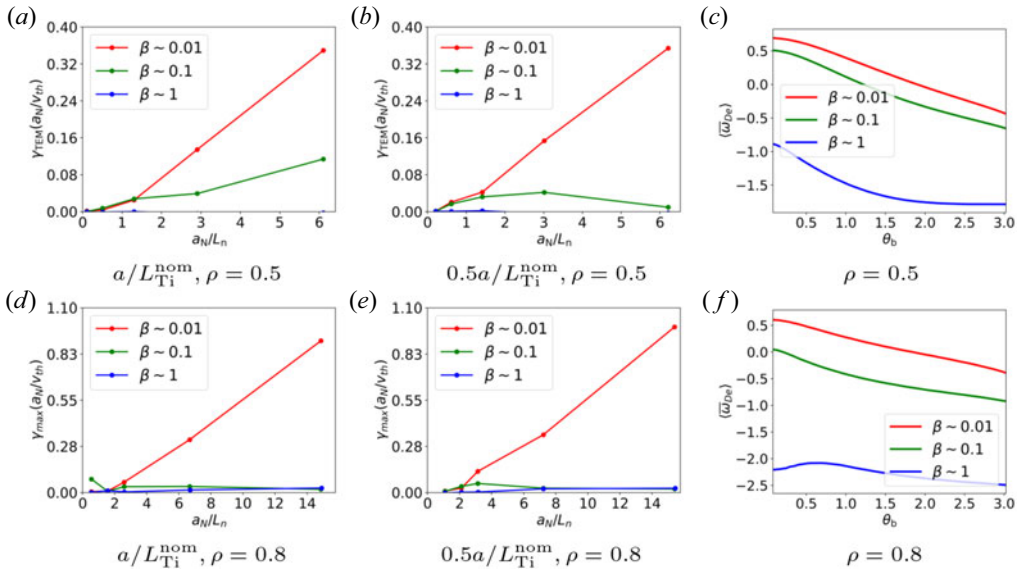 (a)
0.40
0.32
0.24
0.16
0.08
0.00
γTEM(aN/vth)
β ~ 0.01
β ~ 0.1
β ~ 1
0 1 2 3 4 5 6
aN/Ln
a/L_Ti^nom, ρ = 0.5
(b)
0.40
0.32
0.24
0.16
0.08
0.00
γTEM(aN/vth)
β ~ 0.01
β ~ 0.1
β ~ 1
1 2 3 4 5 6
aN/Ln
0.5a/L_Ti^nom, ρ = 0.5
(c)
0.5
0.0
−0.5
−1.0
−1.5
⟨ω̅De⟩
β ~ 0.01
β ~ 0.1
β ~ 1
0.5 1.0 1.5 2.0 2.5 3.0
θb
ρ = 0.5
(d)
1.10
0.83
0.55
0.28
0.00
γmax(aN/vth)
β ~ 0.01
β ~ 0.1
β ~ 1
0 2 4 6 8 10 12 14
aN/Ln
a/L_Ti^nom, ρ = 0.8
(e)
1.10
0.83
0.55
0.28
0.00
γmax(aN/vth)
β ~ 0.01
β ~ 0.1
β ~ 1
2 4 6 8 10 12 14
aN/Ln
0.5a/L_Ti^nom, ρ = 0.8
(f)
0.5
0.0
−0.5
−1.0
−1.5
−2.0
−2.5
⟨ω̅De⟩
β ~ 0.01
β ~ 0.1
β ~ 1
0.5 1.0 1.5 2.0 2.5 3.0
θb
ρ = 0.8